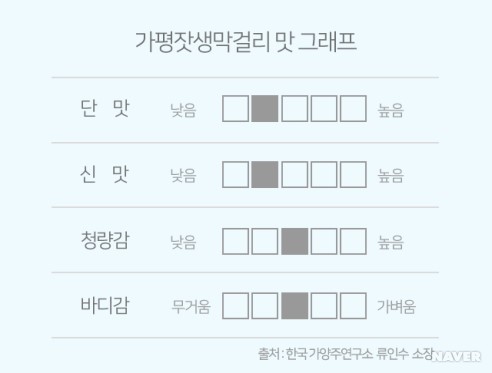 가평잣생막걸리 맛 그래프
단 맛 낮음 높음
신 맛 낮음 높음
청량감 낮음 높음
바디감 무거움 가벼움
출처 : 한국가양주연구소 류인수 소장
NAVER